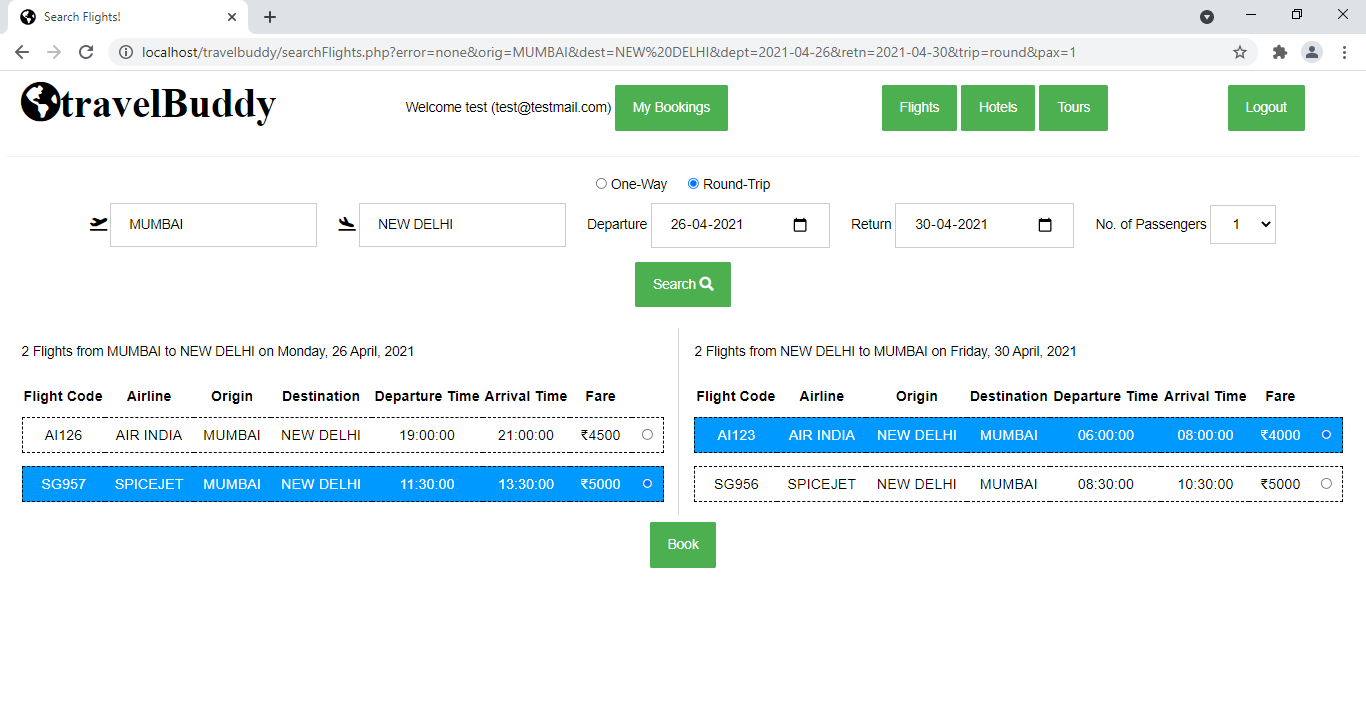 Search Flights!
localhost/travelbuddy/searchFlights.php?error=none&orig=MUMBAI&dest=NEW%20DELHI&dept=2021-04-26&retn=2021-04-30&trip=round&pax=1
travelBuddy Welcome test (test@testmail.com) My Bookings Flights Hotels Tours Logout
One-Way Round-Trip
MUMBAI NEW DELHI Departure 26-04-2021 Return 30-04-2021 No. of Passengers 1
Search
2 Flights from MUMBAI to NEW DELHI on Monday, 26 April, 2021
Flight Code Airline Origin Destination Departure Time Arrival Time Fare
AI126 AIR INDIA MUMBAI NEW DELHI 19:00:00 21:00:00 ₹4500
SG957 SPICEJET MUMBAI NEW DELHI 11:30:00 13:30:00 ₹5000
2 Flights from NEW DELHI to MUMBAI on Friday, 30 April, 2021
Flight Code Airline Origin Destination Departure Time Arrival Time Fare
AI123 AIR INDIA NEW DELHI MUMBAI 06:00:00 08:00:00 ₹4000
SG956 SPICEJET NEW DELHI MUMBAI 08:30:00 10:30:00 ₹5000
Book